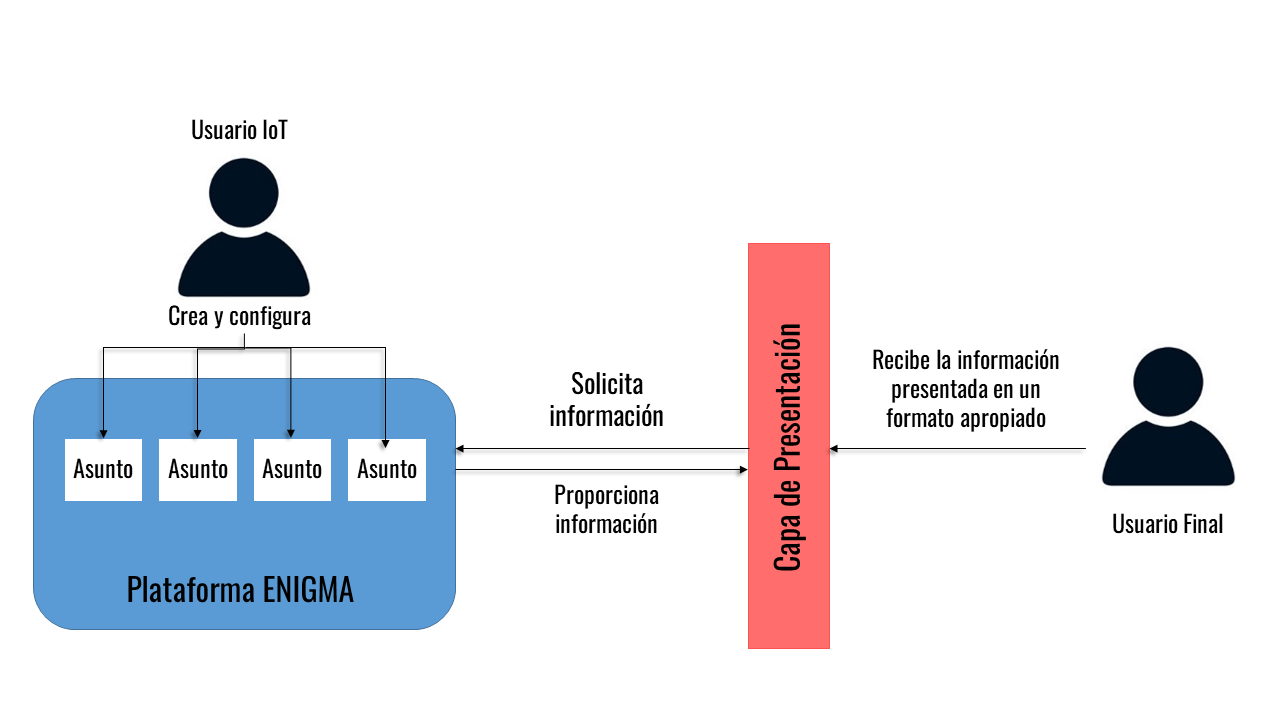 Usuario IoT
Crea y configura
Asunto
Asunto
Asunto
Asunto
Plataforma ENIGMA
Solicita
información
Proporciona
información
Capa de Presentación
Recibe la información
presentada en un
formato apropiado
Usuario Final